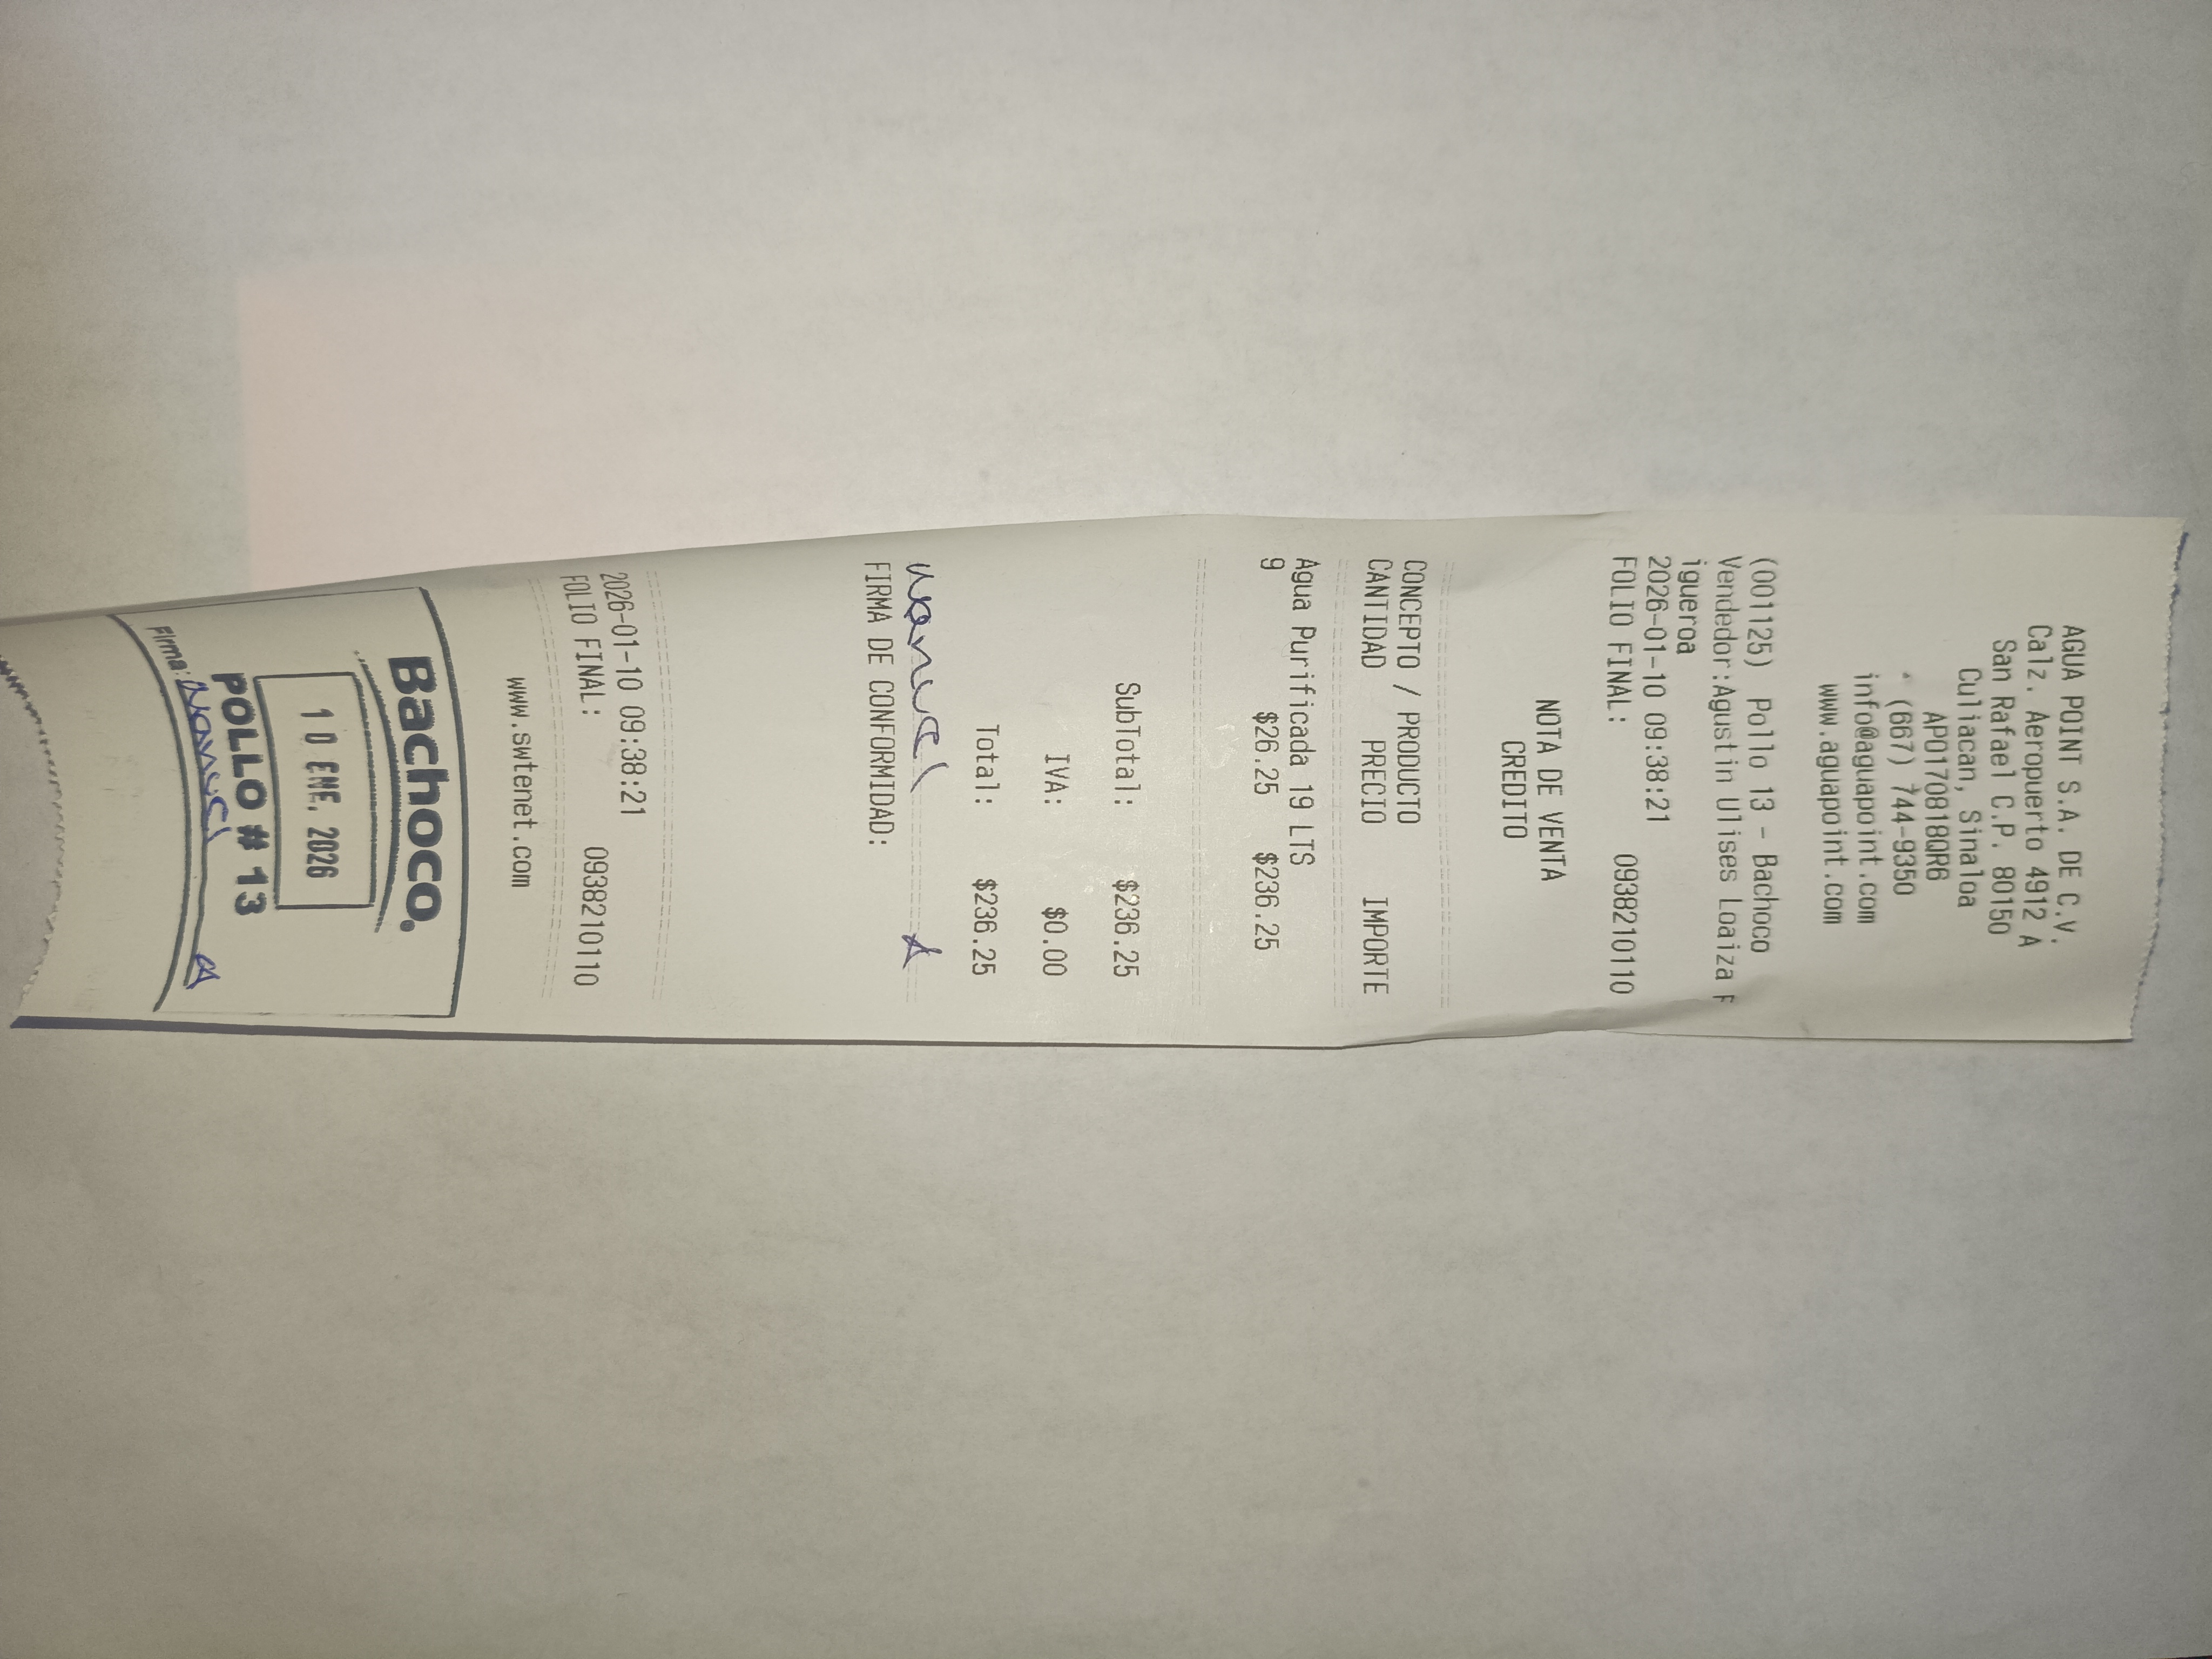 AGUA POINT S.A. DE C.V.
Calz. Aeropuerto 4912 A
San Rafael C.P. 80150
Culiacan, Sinaloa
APO170818QR6
(667) 744-9350
info@aguapoint.com
www.aguapoint.com
(001125) Pollo 13 - Bachoco
Vendedor:Agustin Ulises Loaiza F
igueroa
2026-01-10 09:38:21
FOLIO FINAL: 0938210110
NOTA DE VENTA
CREDITO
CONCEPTO / PRODUCTO
CANTIDAD PRECIO IMPORTE
Agua Purificada 19 LTS
9 $26.25 $236.25
SubTotal: $236.25
IVA: $0.00
Total: $236.25
Manuel
FIRMA DE CONFORMIDAD:
2026-01-10 09:38:21
FOLIO FINAL: 0938210110
www.swtenet.com
Bachoco.
10 ENE. 2026
POLLO # 13
Firma: Manuel